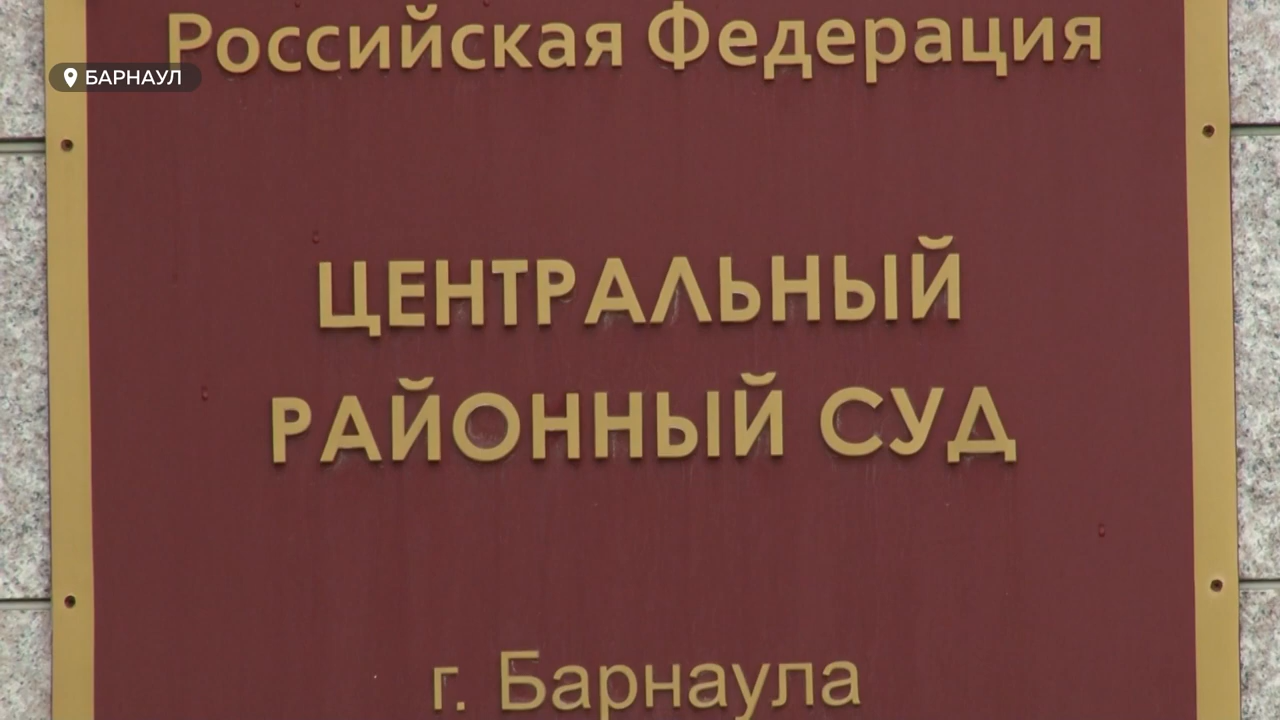 Российская Федерация
БАРНАУЛ
ЦЕНТРАЛЬНЫЙ
РАЙОННЫЙ СУД
г. Барнаула